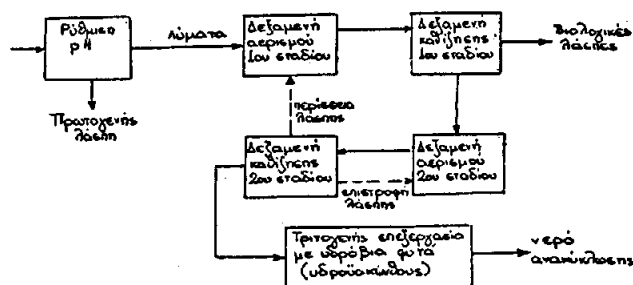 Ρύθμιση
pH
λύματα
Δεξαμενή
αερισμού
1ου σταδίου
Δεξαμενή
καθίζησης
1ου σταδίου
Βιολογικές
λάσπες
Πρωτογενής
λάσπη
περίσσεια
λάσπης
Δεξαμενή
καθίζησης
2ου σταδίου
Δεξαμενή
αερισμού
2ου σταδίου
επιστροφή
λάσπης
Τριτογενής επεξεργασία
με υδρόβια φυτά
(υδροϋακίνθους)
νερό
ανακύκλωσης